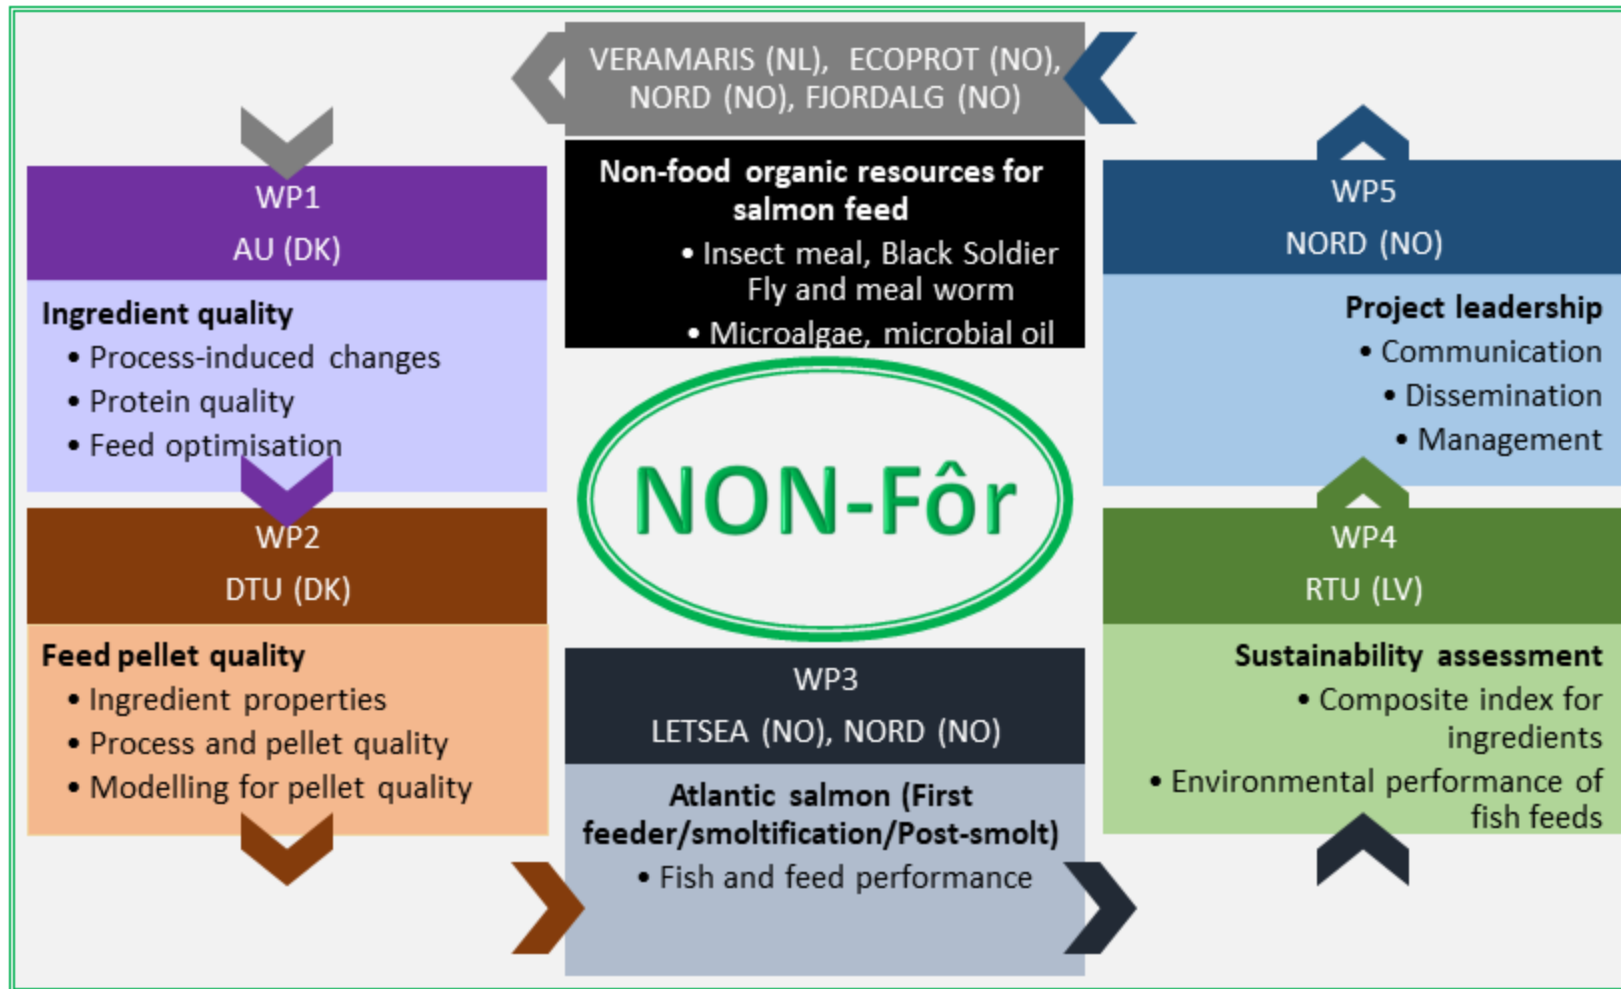 VERAMARIS (NL), ECOPROT (NO),
NORD (NO), FJORDALG (NO)
Non-food organic resources for
salmon feed
• Insect meal, Black Soldier
Fly and meal worm
• Microalgae, microbial oil
WP1
AU (DK)
Ingredient quality
• Process-induced changes
• Protein quality
• Feed optimisation
WP2
DTU (DK)
Feed pellet quality
• Ingredient properties
• Process and pellet quality
• Modelling for pellet quality
NON-Fôr
WP3
LETSEA (NO), NORD (NO)
Atlantic salmon (First
feeder/smoltification/Post-smolt)
• Fish and feed performance
WP4
RTU (LV)
Sustainability assessment
• Composite index for
ingredients
• Environmental performance of
fish feeds
WP5
NORD (NO)
Project leadership
• Communication
• Dissemination
• Management